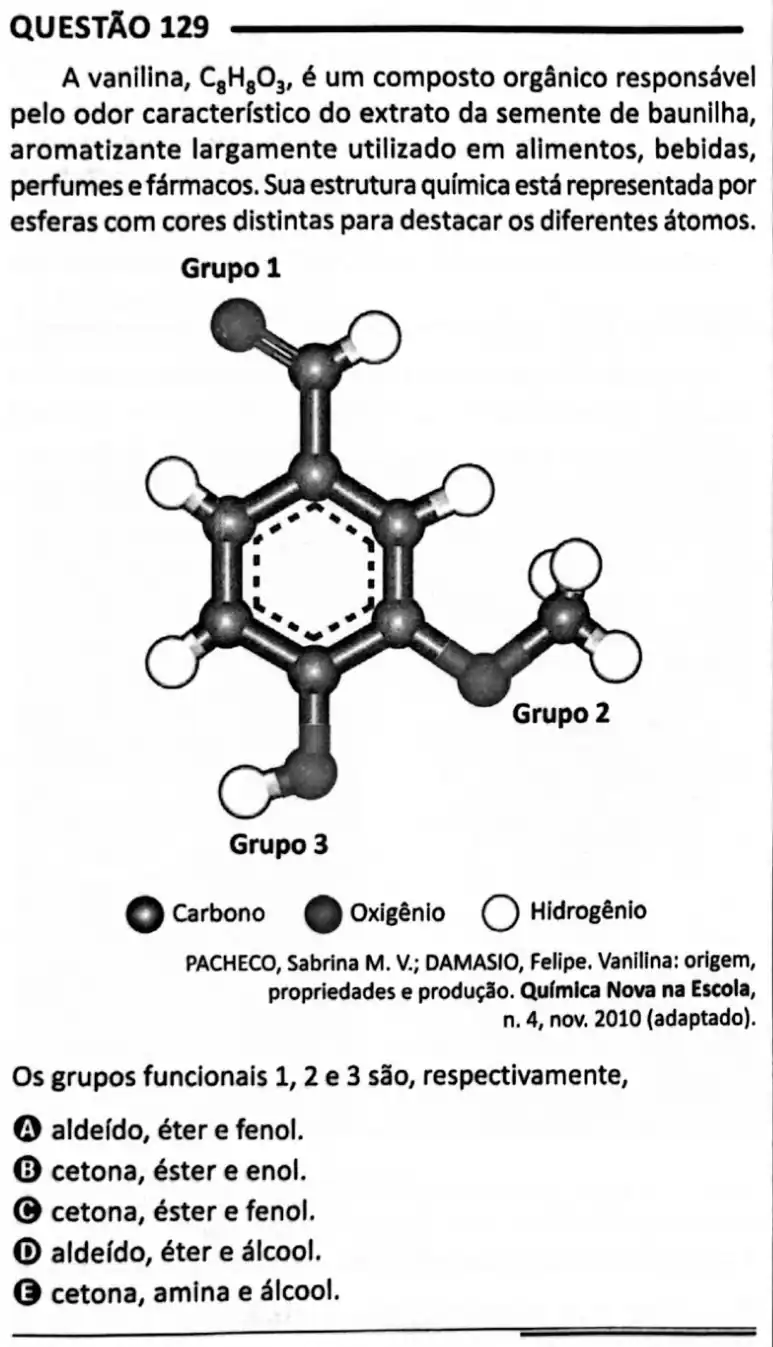 QUESTÃO 129
A vanilina, C₈H₈O₃, é um composto orgânico responsável
pelo odor característico do extrato da semente de baunilha,
aromatizante largamente utilizado em alimentos, bebidas,
perfumes e fármacos. Sua estrutura química está representada por
esferas com cores distintas para destacar os diferentes átomos.
Grupo 1
Grupo 2
Grupo 3
Carbono Oxigênio Hidrogênio
PACHECO, Sabrina M. V.; DAMASIO, Felipe. Vanilina: origem,
propriedades e produção. Química Nova na Escola,
n. 4, nov. 2010 (adaptado).
Os grupos funcionais 1, 2 e 3 são, respectivamente,
A aldeído, éter e fenol.
B cetona, éster e enol.
C cetona, éster e fenol.
D aldeído, éter e álcool.
E cetona, amina e álcool.